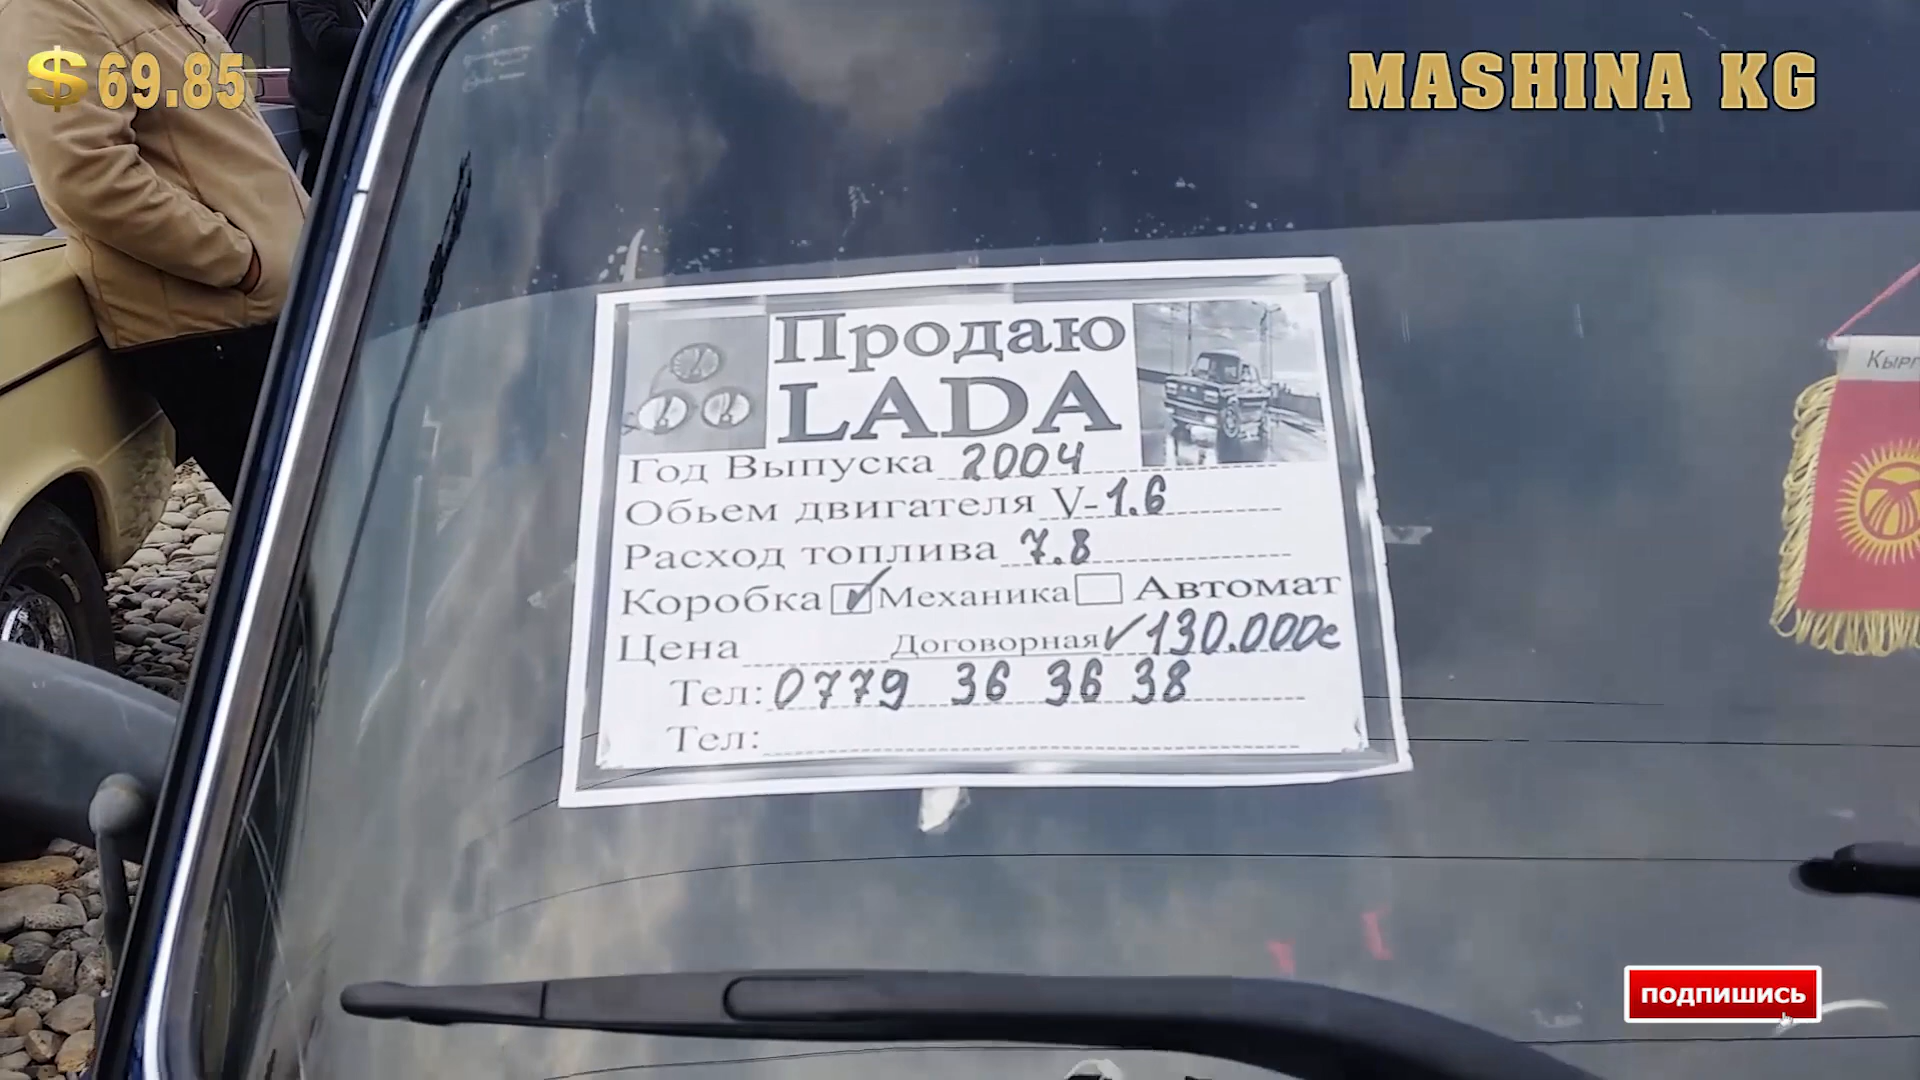 $ 69.85
MASHINA KG
Продаю
LADA
Год Выпуска 2004
Обьем двигателя V-1.6
Расход топлива 7.8
Коробка ✓ Механика Автомат
Цена Договорная ✓ 130.000с
Тел: 0779 36 36 38
Тел:
подпишись